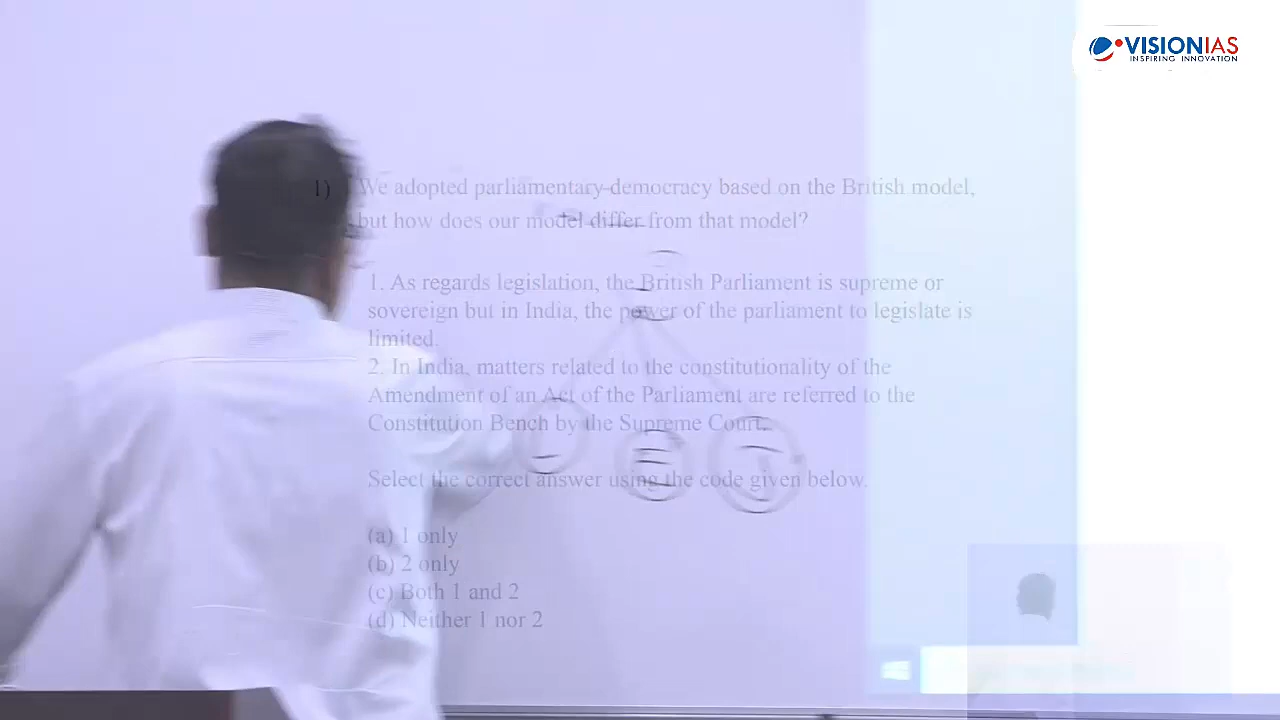 VISIONIAS
INSPIRING INNOVATION
1) We adopted parliamentary democracy based on the British model,
but how does our model differ from that model?
1. As regards legislation, the British Parliament is supreme or
sovereign but in India, the power of the parliament to legislate is
limited.
2. In India, matters related to the constitutionality of the
Amendment of an Act of the Parliament are referred to the
Constitution Bench by the Supreme Court.
Select the correct answer using the code given below.
(a) 1 only
(b) 2 only
(c) Both 1 and 2
(d) Neither 1 nor 2